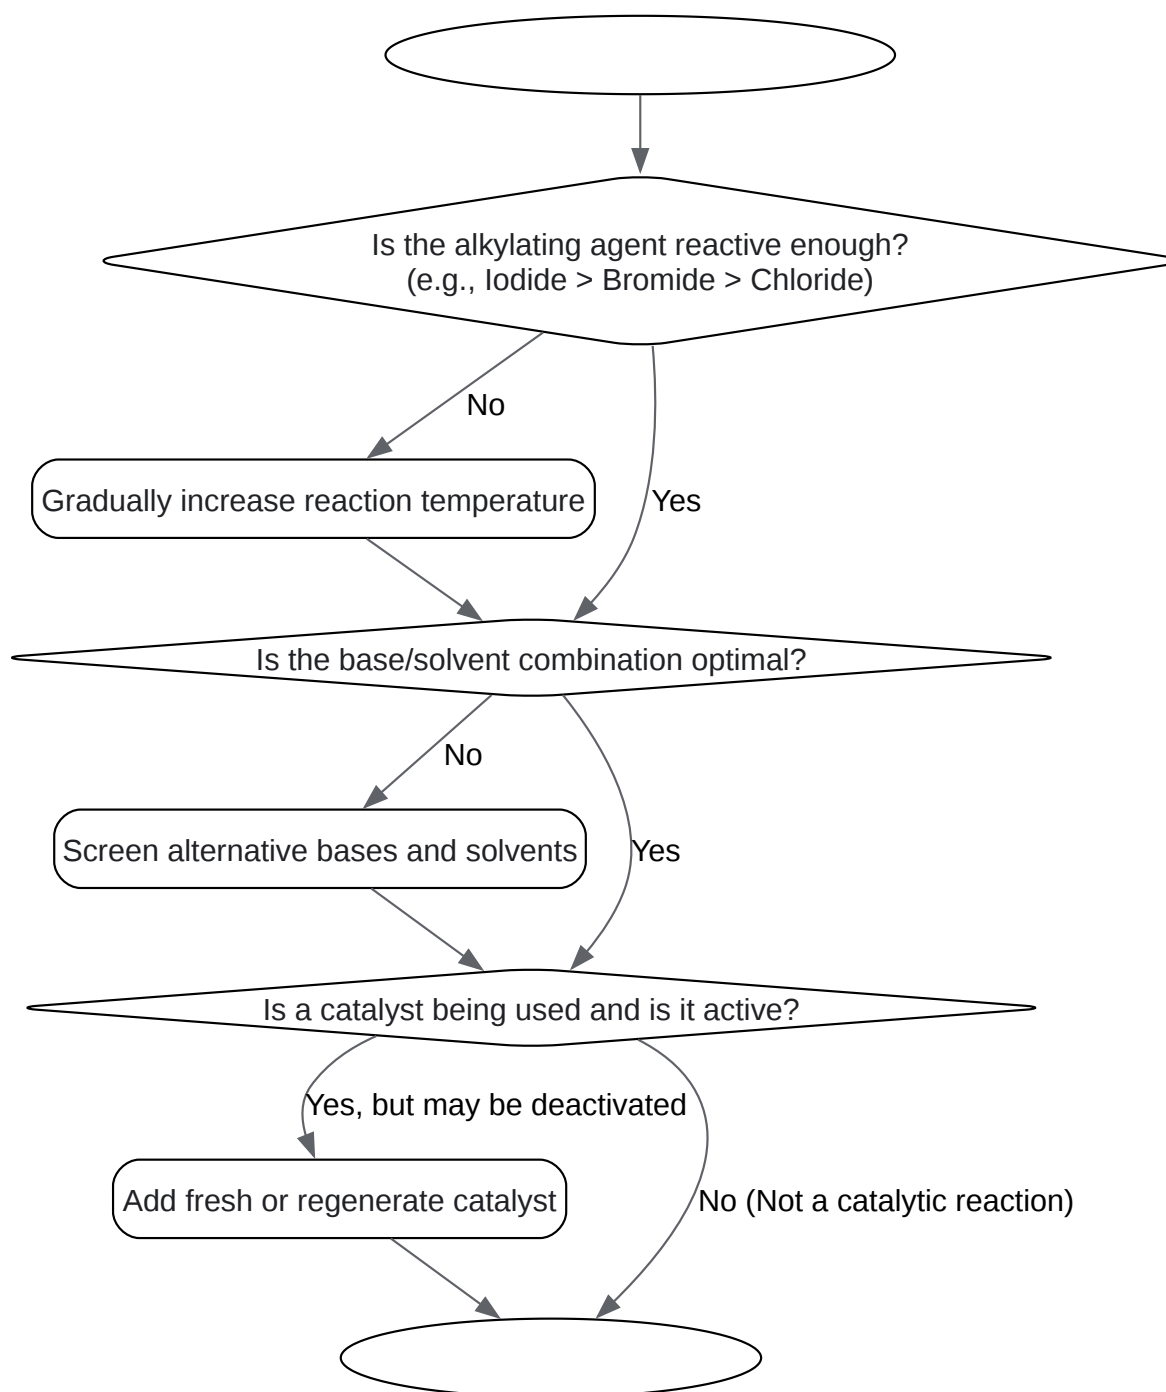 Is the alkylating agent reactive enough?
(e.g., Iodide > Bromide > Chloride)
No
Gradually increase reaction temperature
Yes
Is the base/solvent combination optimal?
No
Screen alternative bases and solvents
Yes
Is a catalyst being used and is it active?
Yes, but may be deactivated
Add fresh or regenerate catalyst
No (Not a catalytic reaction)